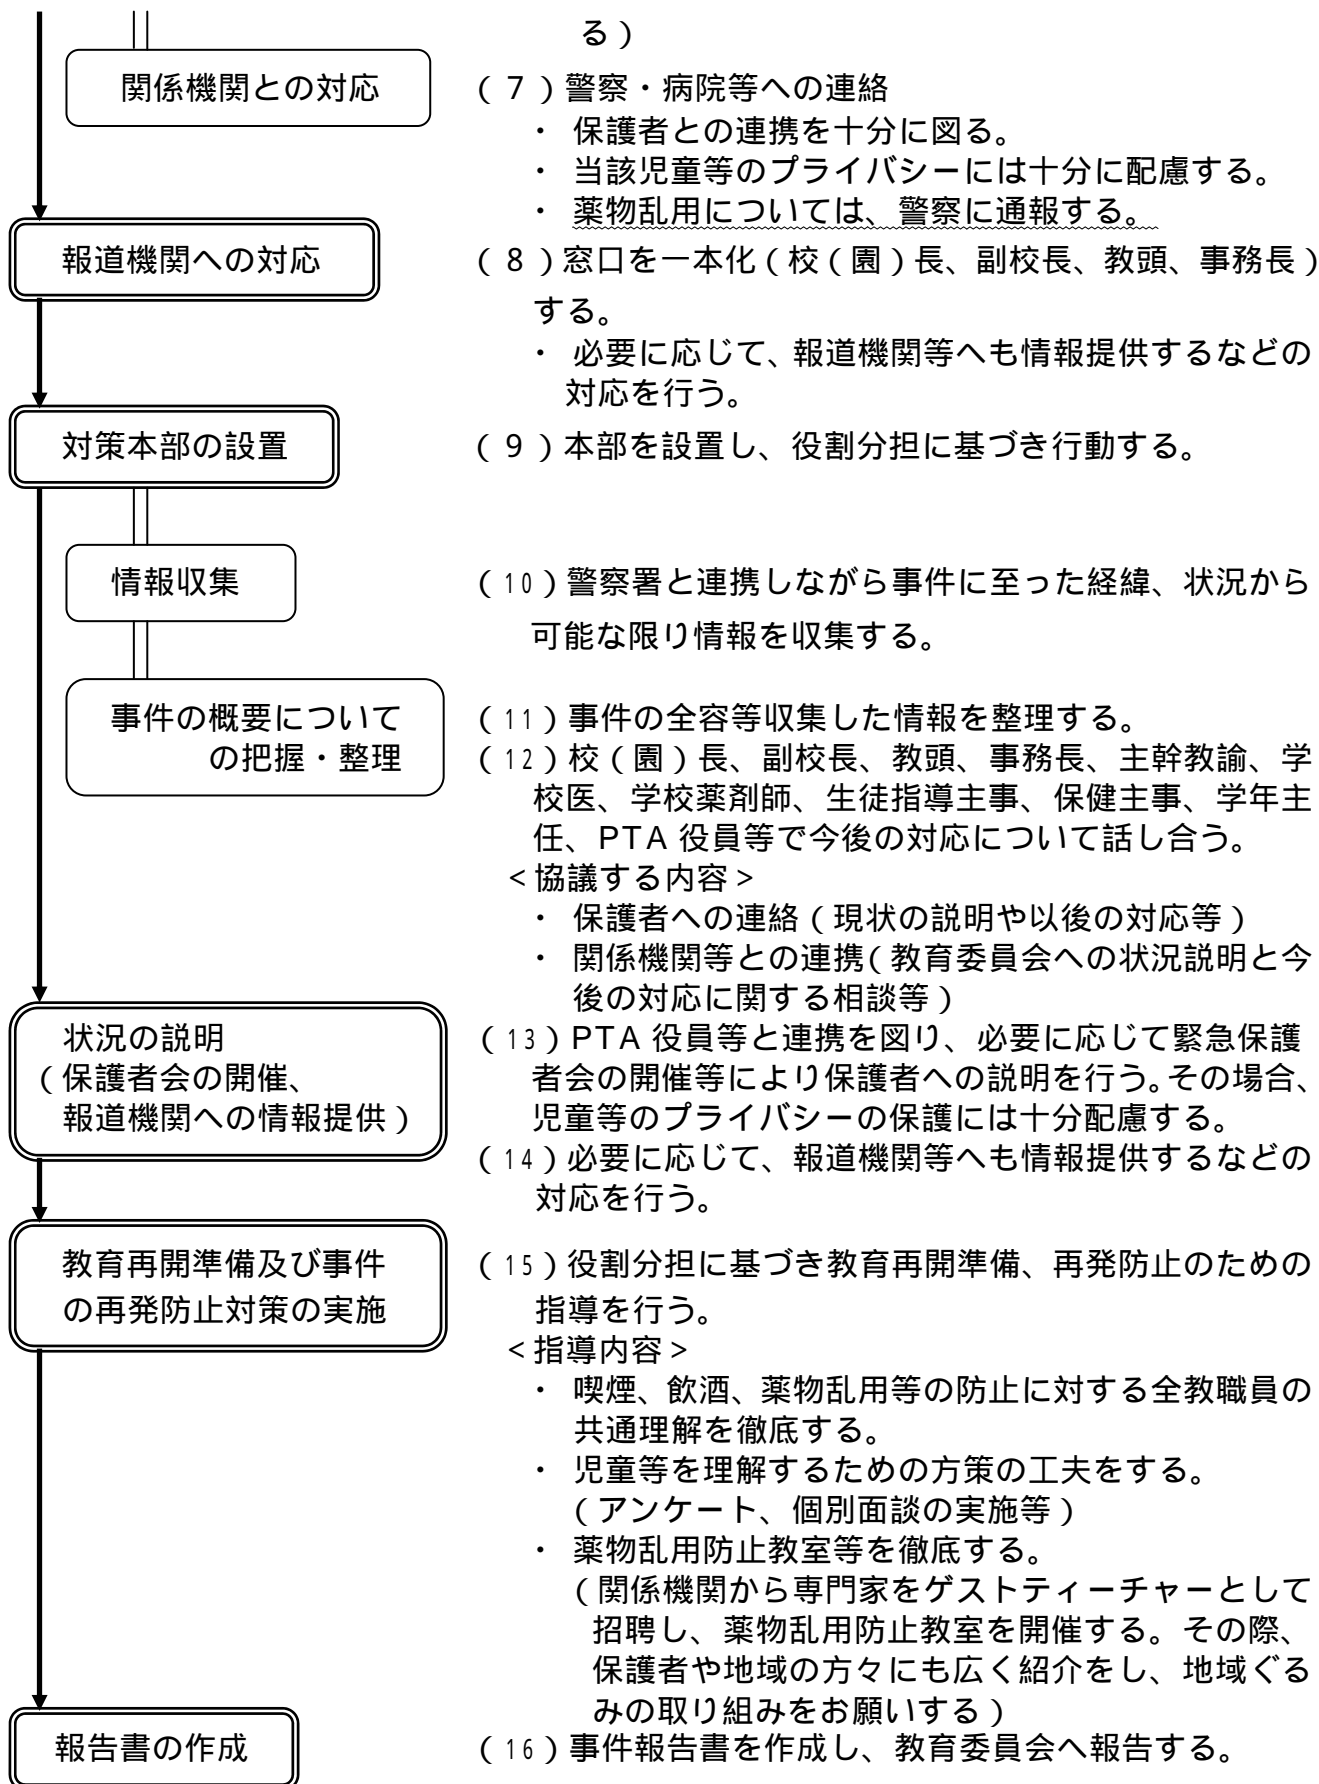 る)
関係機関との対応
(7)警察・病院等への連絡
・ 保護者との連携を十分に図る。
・ 当該児童等のプライバシーには十分に配慮する。
・ 薬物乱用については、警察に通報する。
報道機関への対応
(8)窓口を一本化(校(園)長、副校長、教頭、事務長)
する。
・ 必要に応じて、報道機関等へも情報提供するなどの
対応を行う。
対策本部の設置
(9)本部を設置し、役割分担に基づき行動する。
情報収集
(10)警察署と連携しながら事件に至った経緯、状況から
可能な限り情報を収集する。
事件の概要について
の把握・整理
(11)事件の全容等収集した情報を整理する。
(12)校(園)長、副校長、教頭、事務長、主幹教諭、学
校医、学校薬剤師、生徒指導主事、保健主事、学年主
任、PTA 役員等で今後の対応について話し合う。
<協議する内容>
・ 保護者への連絡(現状の説明や以後の対応等)
・ 関係機関等との連携(教育委員会への状況説明と今
後の対応に関する相談等)
状況の説明
(保護者会の開催、
報道機関への情報提供)
(13)PTA 役員等と連携を図り、必要に応じて緊急保護
者会の開催等により保護者への説明を行う。その場合、
児童等のプライバシーの保護には十分配慮する。
(14)必要に応じて、報道機関等へも情報提供するなどの
対応を行う。
教育再開準備及び事件
の再発防止対策の実施
(15)役割分担に基づき教育再開準備、再発防止のための
指導を行う。
<指導内容>
・ 喫煙、飲酒、薬物乱用等の防止に対する全教職員の
共通理解を徹底する。
・ 児童等を理解するための方策の工夫をする。
(アンケート、個別面談の実施等)
・ 薬物乱用防止教室等を徹底する。
(関係機関から専門家をゲストティーチャーとして
招聘し、薬物乱用防止教室を開催する。その際、
保護者や地域の方々にも広く紹介をし、地域ぐる
みの取り組みをお願いする)
報告書の作成
(16)事件報告書を作成し、教育委員会へ報告する。